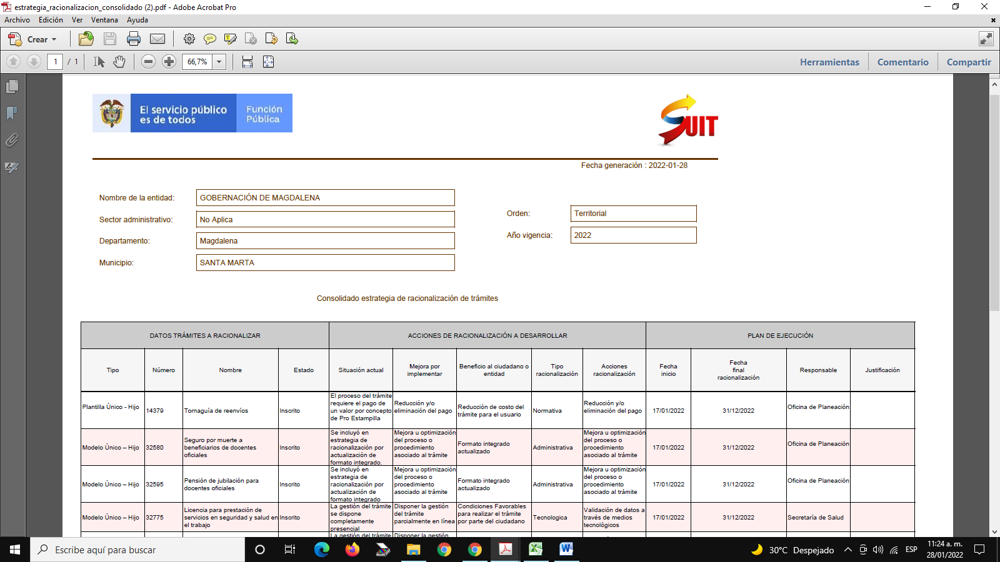 estrategia_racionalizacion_consolidado (2).pdf - Adobe Acrobat Pro
Archivo Edición Ver Ventana Ayuda
Crear
1 / 1 66,7% Herramientas Comentario Compartir
El servicio público es de todos
Función Pública
SUIT
Fecha generación : 2022-01-28
Nombre de la entidad: GOBERNACIÓN DE MAGDALENA
Sector administrativo: No Aplica
Departamento: Magdalena
Municipio: SANTA MARTA
Orden: Territorial
Año vigencia: 2022
Consolidado estrategia de racionalización de trámites
DATOS TRÁMITES A RACIONALIZAR ACCIONES DE RACIONALIZACIÓN A DESARROLLAR PLAN DE EJECUCIÓN
Tipo Número Nombre Estado Situación actual Mejora por implementar Beneficio al ciudadano o entidad Tipo racionalización Acciones racionalización Fecha inicio Fecha final racionalización Responsable Justificación
Plantilla Único - Hijo 14379 Tornaguía de reenvíos Inscrito El proceso del trámite requiere el pago de un valor por concepto de Pro Estampilla Reducción y/o eliminación del pago Reducción de costo del trámite para el usuario Normativa Reducción y/o eliminación del pago 17/01/2022 31/12/2022 Oficina de Planeación
Modelo Único – Hijo 32580 Seguro por muerte a beneficiarios de docentes oficiales Inscrito Se incluyó en estrategia de racionalización por actualización de formato integrado. Mejora u optimización del proceso o procedimiento asociado al trámite Formato integrado actualizado Administrativa Mejora u optimización del proceso o procedimiento asociado al trámite 17/01/2022 31/12/2022 Oficina de Planeación
Modelo Único – Hijo 32595 Pensión de jubilación para docentes oficiales Inscrito Se incluyó en estrategia de racionalización por actualización de formato integrado Mejora u optimización del proceso o procedimiento asociado al trámite Formato integrado actualizado Administrativa Mejora u optimización del proceso o procedimiento asociado al trámite 17/01/2022 31/12/2022 Oficina de Planeación
Modelo Único – Hijo 32775 Licencia para prestación de servicios en seguridad y salud en el trabajo Inscrito La gestión del trámite se dispone completamente presencial Disponer la gestión del trámite parcialmente en línea Condiciones Favorables para realizar el trámite por parte del ciudadano Tecnologica Validación de datos a través de medios tecnológicos 17/01/2022 31/12/2022 Secretaría de Salud
La gestión del trámite Disponer la gestión
Escribe aquí para buscar
30°C Despejado ESP 11:24 a. m.
28/01/2022